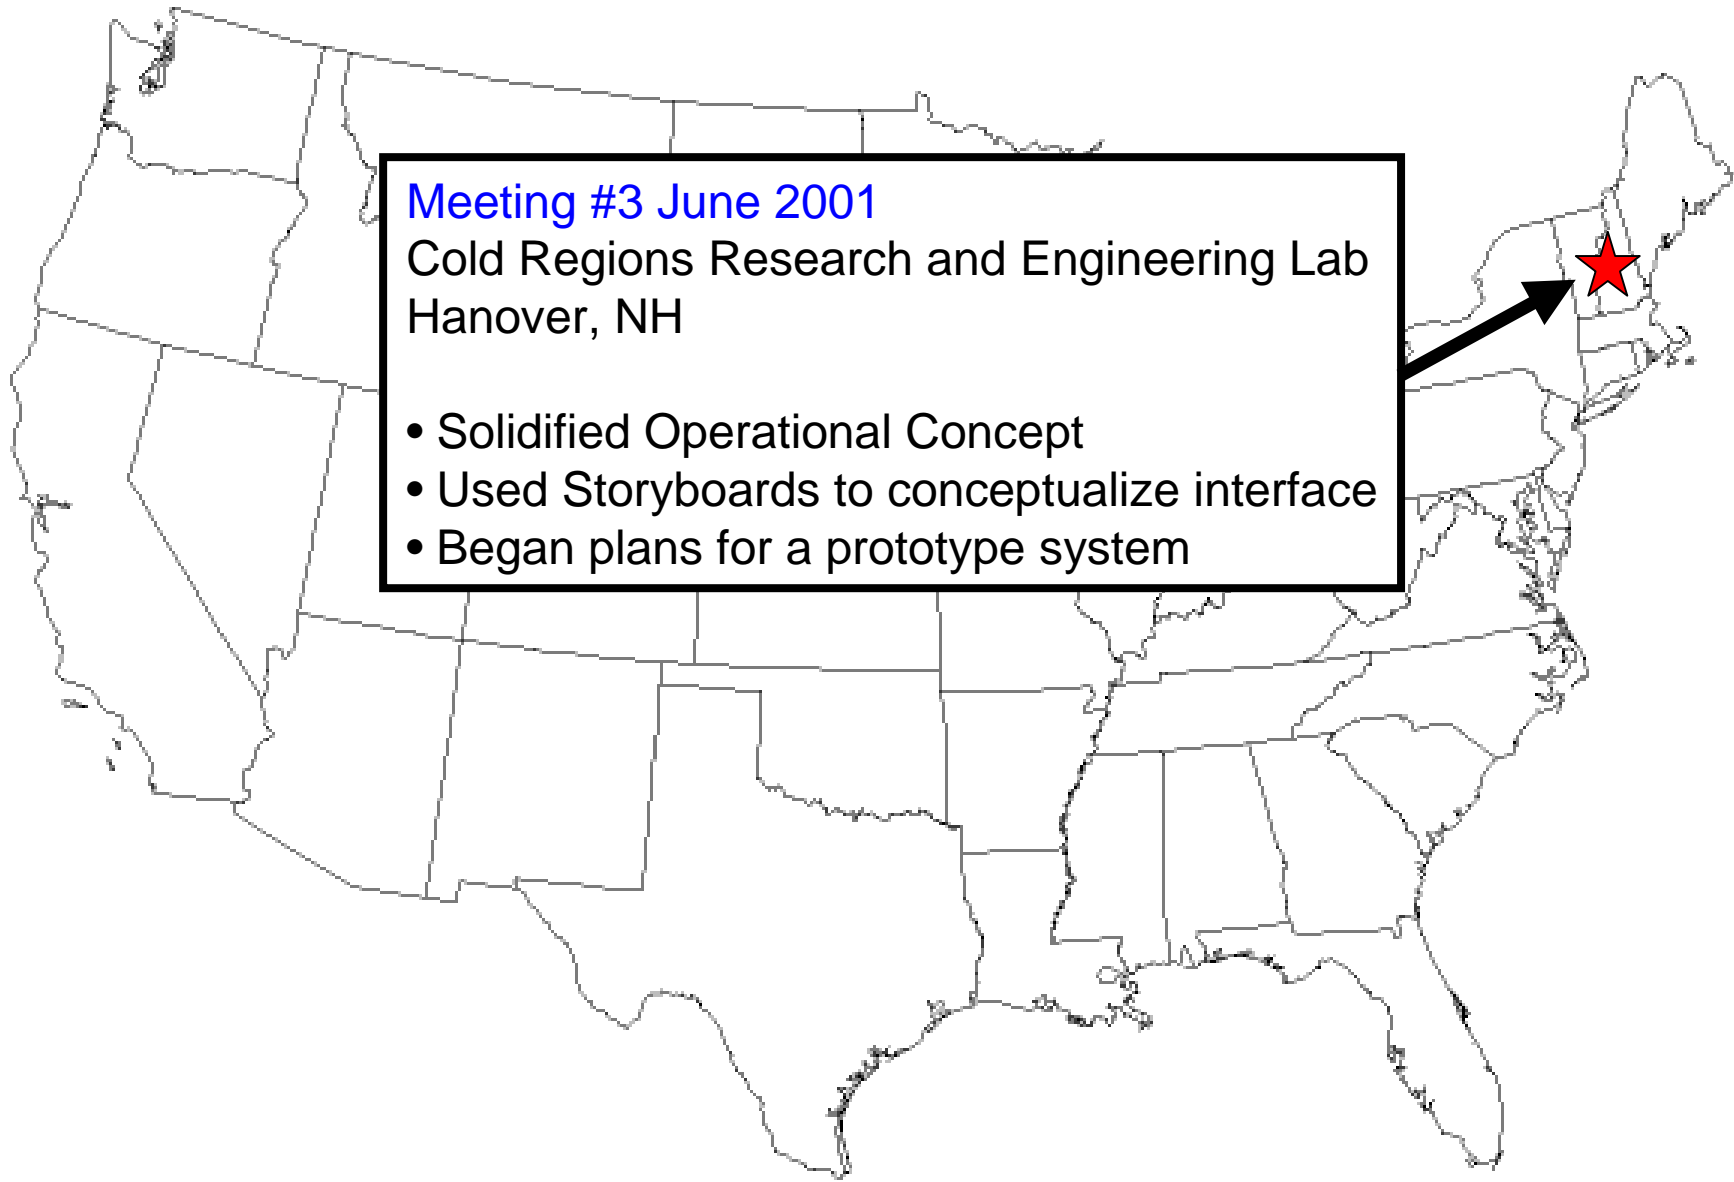 Meeting #3 June 2001
Cold Regions Research and Engineering Lab
Hanover, NH
• Solidified Operational Concept
• Used Storyboards to conceptualize interface
• Began plans for a prototype system